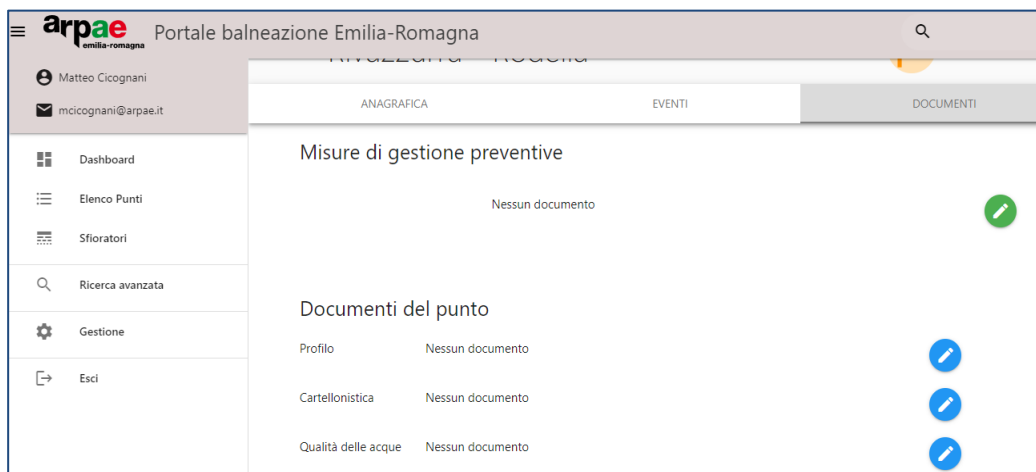 arpae
emilia-romagna
Portale balneazione Emilia-Romagna
Matteo Cicognani
mcicognani@arpae.it
Dashboard
Elenco Punti
Sfioratori
Ricerca avanzata
Gestione
Esci
ANAGRAFICA
EVENTI
DOCUMENTI
Misure di gestione preventive
Nessun documento
Documenti del punto
Profilo Nessun documento
Cartellonistica Nessun documento
Qualità delle acque Nessun documento